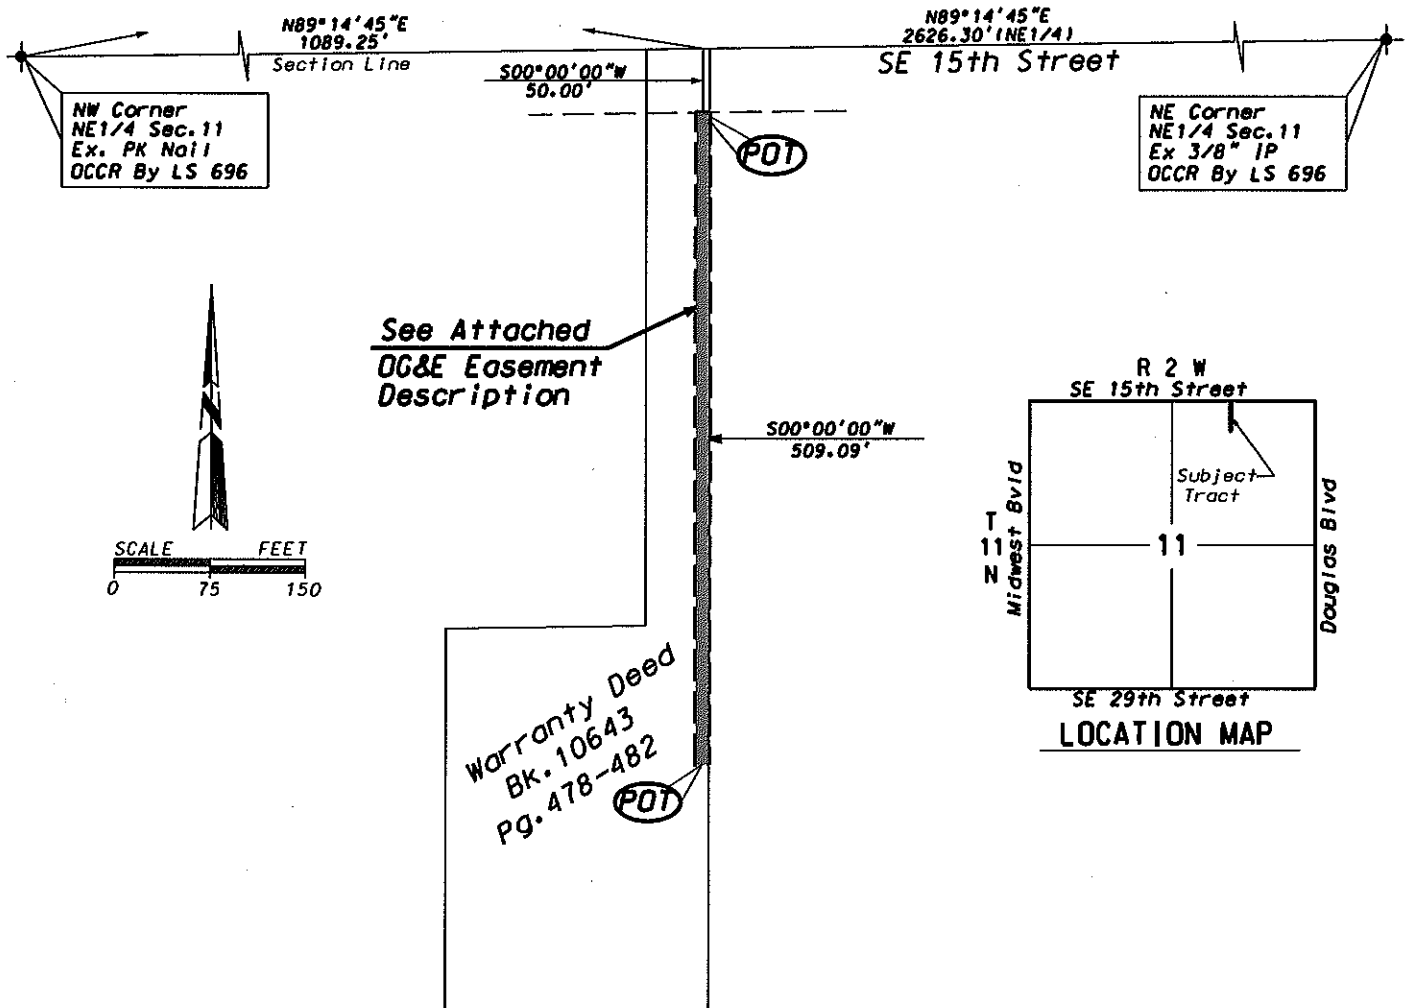 N89°14'45"E
1089.25'
Section Line
N89°14'45"E
2626.30'(NE1/4)
SE 15th Street
S00°00'00"W
50.00'
NW Corner
NE1/4 Sec.11
Ex. PK Nail
OCCR By LS 696
NE Corner
NE1/4 Sec.11
Ex 3/8" IP
OCCR By LS 696
POT
N
See Attached
OG&E Easement
Description
S00°00'00"W
509.09'
SCALE FEET
0 75 150
R 2 W
SE 15th Street
Subject
Tract
Midwest Bvld
T
11
N
11
Douglas Blvd
SE 29th Street
LOCATION MAP
Warranty Deed
Bk.10643
Pg.478-482
POT